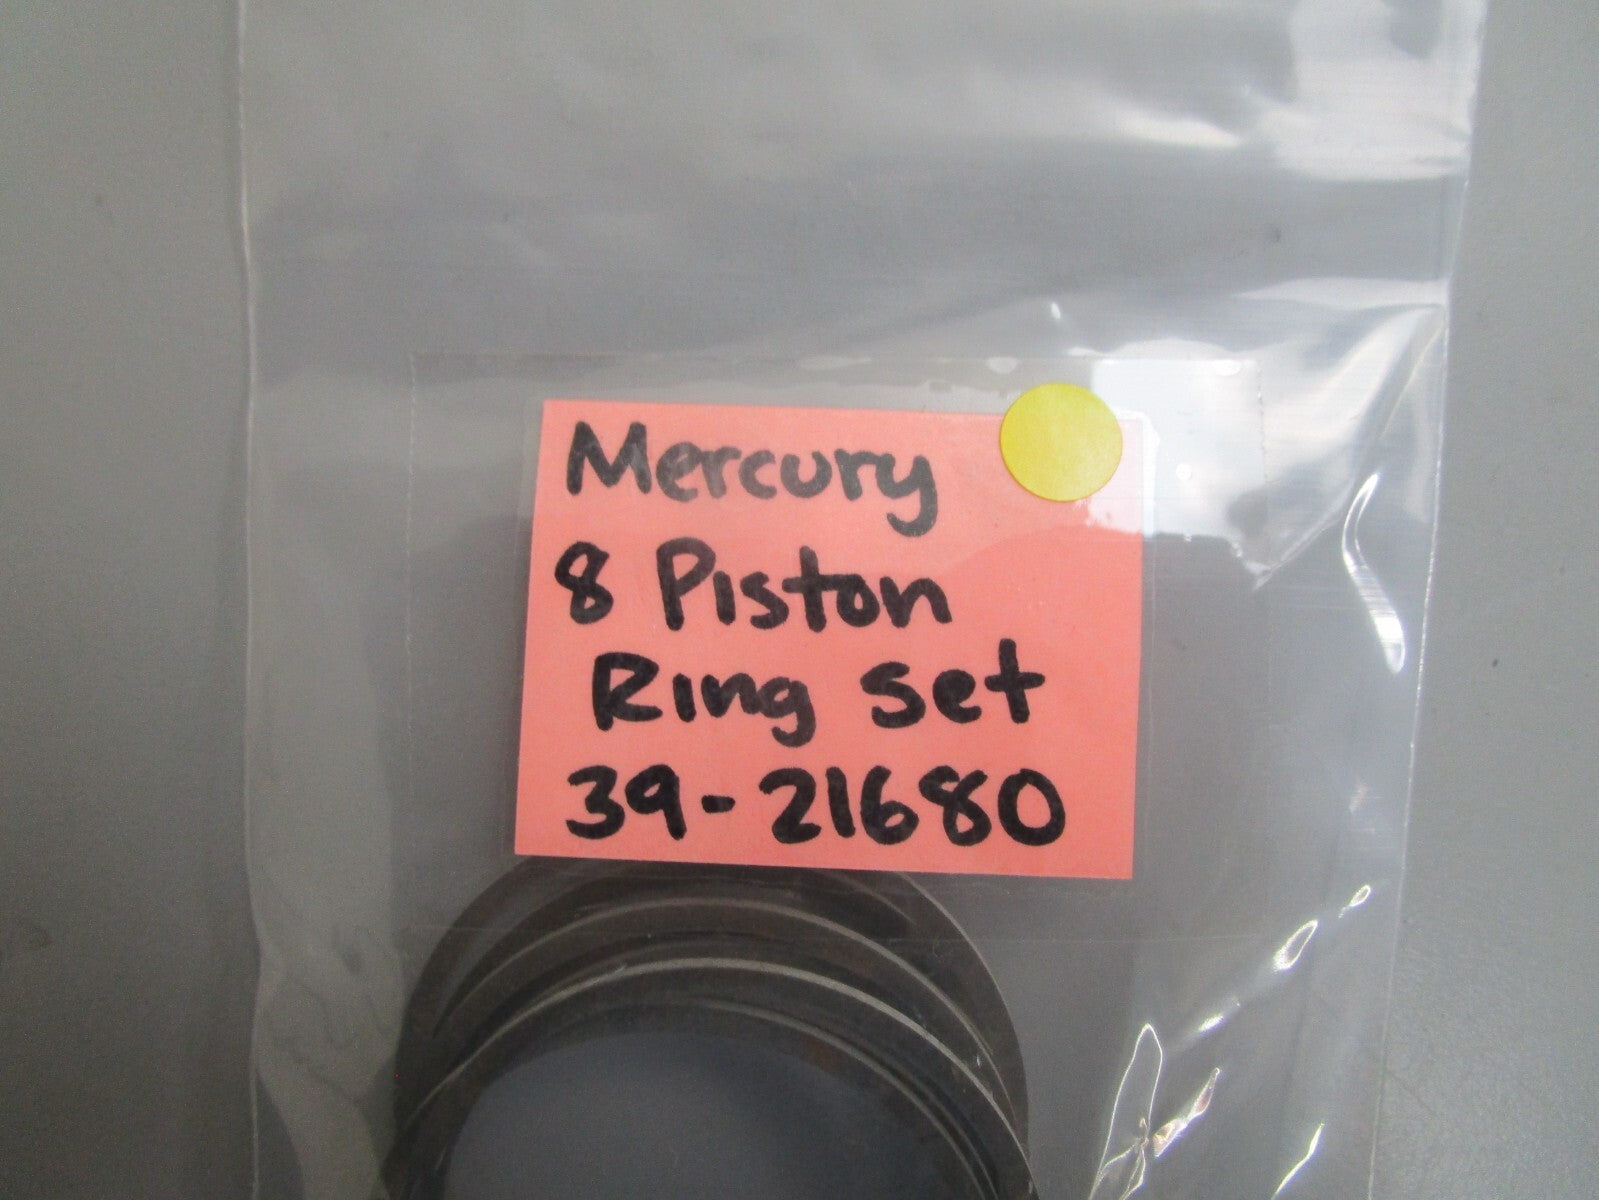 Mercury
8 Piston
Ring Set
39-21680